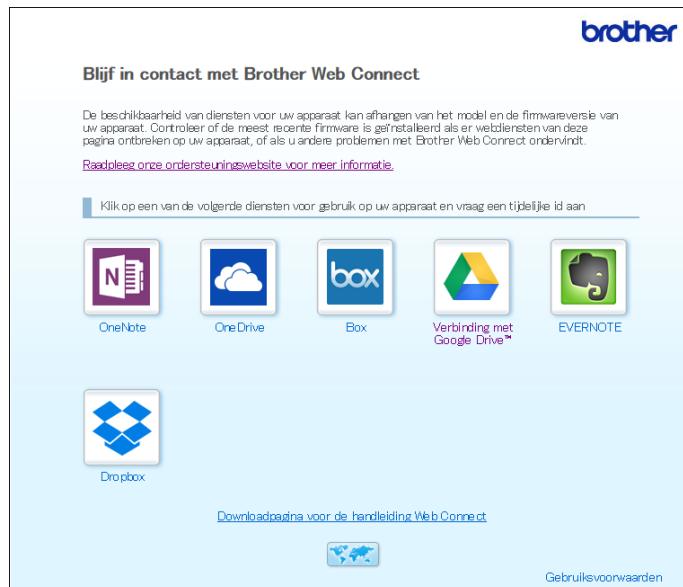 brother
Blijf in contact met Brother Web Connect
De beschikbaarheid van diensten voor uw apparaat kan afhangen van het model en de firmwareversie van
uw apparaat. Controleer of de meest recente firmware is geïnstalleerd als er webdiensten van deze
pagina ontbreken op uw apparaat, of als u andere problemen met Brother Web Connect ondervindt.
Raadpleeg onze ondersteuningswebsite voor meer informatie.
Klik op een van de volgende diensten voor gebruik op uw apparaat en vraag een tijdelijke id aan
N
box
OneNote
OneDrive
Box
Verbinding met
Google Drive™
EVERNOTE
Dropbox
Downloadpagina voor de handleiding Web Connect
Gebruiksvoorwaarden